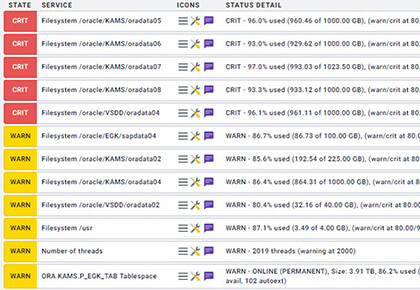 STATE SERVICE ICONS STATUS DETAIL
CRIT Filesystem /oracle/KAMS/oradata05 CRIT - 96.0% used (960.46 of 1000.00 GB), (warn/crit at 80.
CRIT Filesystem /oracle/KAMS/oradata06 CRIT - 93.0% used (929.62 of 1000.00 GB), (warn/crit at 80.
CRIT Filesystem /oracle/KAMS/oradata07 CRIT - 97.0% used (993.03 of 1023.50 GB), (warn/crit at 80.
CRIT Filesystem /oracle/KAMS/oradata08 CRIT - 93.3% used (933.12 of 1000.00 GB), (warn/crit at 80.
CRIT Filesystem /oracle/VSDD/oradata04 CRIT - 96.1% used (961.11 of 1000.00 GB), (warn/crit at 80.
WARN Filesystem /oracle/EGK/sapdata04 WARN - 86.7% used (86.73 of 100.00 GB), (warn/crit at 80.0
WARN Filesystem /oracle/KAMS/oradata02 WARN - 85.6% used (192.54 of 225.00 GB), (warn/crit at 80.
WARN Filesystem /oracle/KAMS/oradata04 WARN - 86.4% used (864.31 of 1000.00 GB), (warn/crit at 80.
WARN Filesystem /oracle/VSDD/oradata02 WARN - 80.4% used (32.16 of 40.00 GB), (warn/crit at 80.00/
WARN Filesystem /usr WARN - 87.1% used (3.49 of 4.00 GB), (warn/crit at 80.00/9
WARN Number of threads WARN - 2019 threads (warning at 2000)
WARN ORA KAMS.P_EGK_TAB Tablespace WARN - ONLINE (PERMANENT), Size: 3.91 TB, 86.2% used (
avail, 102 autoext)